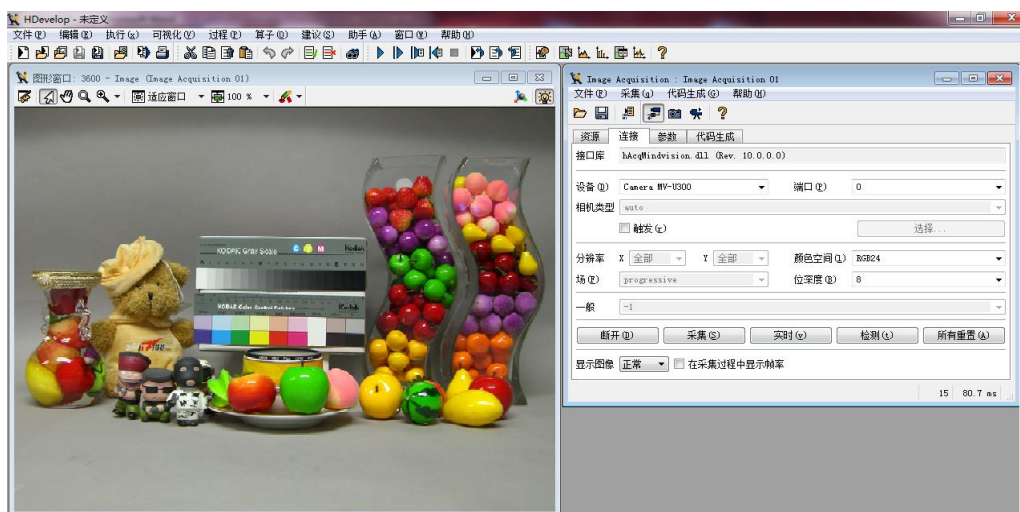 HDevelop - 未定义
文件(F) 编辑(E) 执行(x) 可视化(V) 过程(P) 算子(O) 建议(S) 助手(A) 窗口(W) 帮助(H)
图形窗口: 3600 - Image (Image Acquisition 01)
适应窗口 100 %
KODAK Gray Scale C Y M Kodak
KODAK Color Control Patches Kodak
Image Acquisition : Image Acquisition 01
文件(F) 采集(a) 代码生成(G) 帮助(H)
资源 连接 参数 代码生成
接口库 hAcqMindvision.dll (Rev. 10.0.0.0)
设备(D) Camera MV-U300 端口(P) 0
相机类型 auto
触发(r) 选择...
分辨率 X 全部 Y 全部 颜色空间(L) RGB24
场(F) progressive 位深度(B) 8
一般 -1
断开(D) 采集(S) 实时(v) 检测(t) 所有重置(A)
显示图像 正常 在采集过程中显示帧率
15 80.7 ms